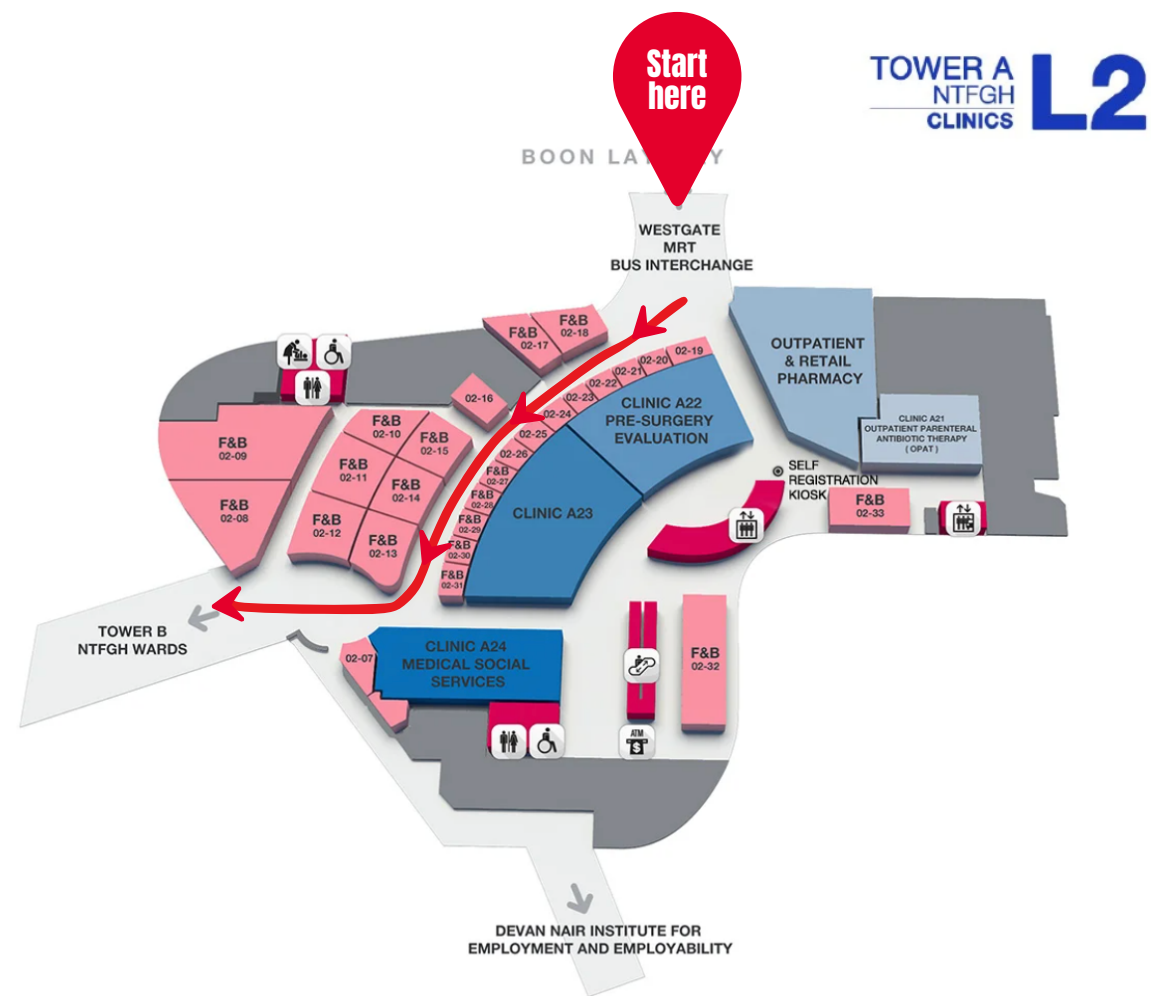 Start
here
TOWER A
NTFGH
CLINICS
L2
BOON LAY
WESTGATE
MRT
BUS INTERCHANGE
F&B
02-17
F&B
02-18
02-19
02-20
02-21
02-22
02-23
02-24
02-25
02-26
F&B
02-27
F&B
02-28
F&B
02-29
F&B
02-30
F&B
02-31
02-16
F&B
02-10
F&B
02-15
F&B
02-11
F&B
02-14
F&B
02-12
F&B
02-13
F&B
02-09
F&B
02-08
OUTPATIENT
& RETAIL
PHARMACY
CLINIC A21
OUTPATIENT PARENTERAL
ANTIBIOTIC THERAPY
( OPAT )
CLINIC A22
PRE-SURGERY
EVALUATION
CLINIC A23
SELF
REGISTRATION
KIOSK
F&B
02-33
TOWER B
NTFGH WARDS
02-07
CLINIC A24
MEDICAL SOCIAL
SERVICES
F&B
02-32
ATM
$
DEVAN NAIR INSTITUTE FOR
EMPLOYMENT AND EMPLOYABILITY